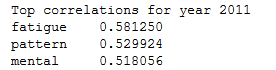 Top correlations for year 2011
fatigue    0.581250
pattern    0.529924
mental     0.518056